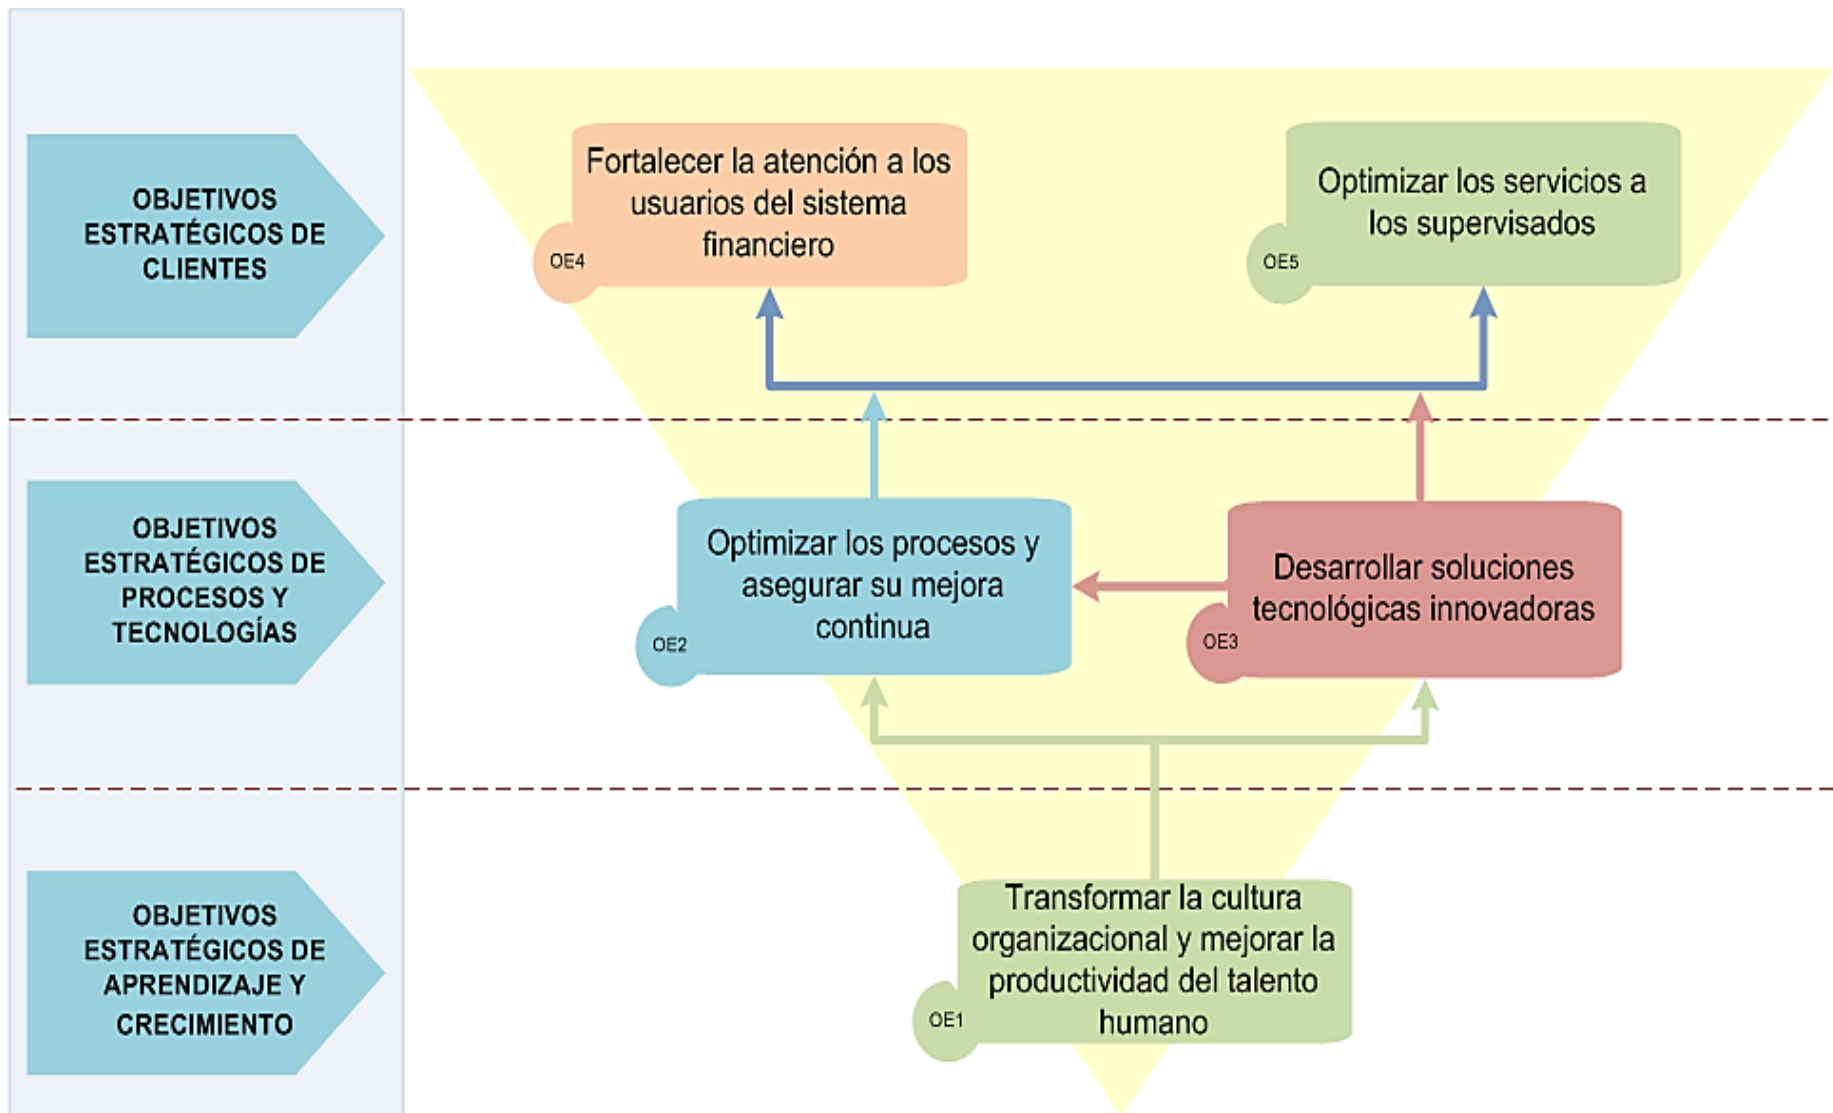 OBJETIVOS
ESTRATÉGICOS DE
CLIENTES
Fortalecer la atención a los
usuarios del sistema
financiero
OE4
Optimizar los servicios a
los supervisados
OE5
OBJETIVOS
ESTRATÉGICOS DE
PROCESOS Y
TECNOLOGÍAS
Optimizar los procesos y
asegurar su mejora
continua
OE2
Desarrollar soluciones
tecnológicas innovadoras
OE3
OBJETIVOS
ESTRATÉGICOS DE
APRENDIZAJE Y
CRECIMIENTO
Transformar la cultura
organizacional y mejorar la
productividad del talento
humano
OE1